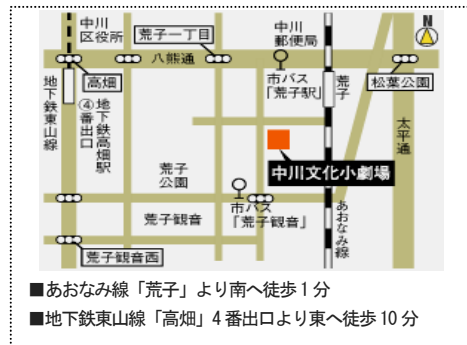 中川
区役所
荒子一丁目
中川
郵便局
N
八熊通
高畑
市バス
「荒子駅」
荒子
松葉公園
地下鉄東山線
④番出口
地下鉄高畑駅
太平通
中川文化小劇場
荒子
公園
市バス
「荒子観音」
荒子観音
あおなみ線
荒子観音西
■あおなみ線「荒子」より南へ徒歩1分
■地下鉄東山線「高畑」4番出口より東へ徒歩10分